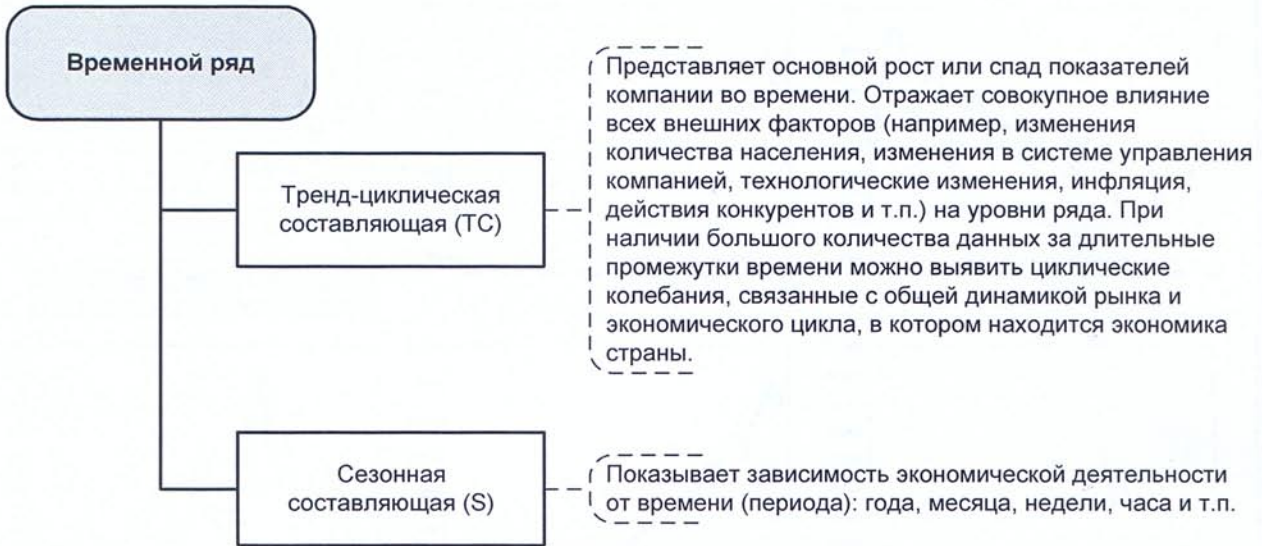 Временной ряд
Тренд-циклическая
составляющая (ТС)
Представляет основной рост или спад показателей
компании во времени. Отражает совокупное влияние
всех внешних факторов (например, изменения
количества населения, изменения в системе управления
компанией, технологические изменения, инфляция,
действия конкурентов и т.п.) на уровни ряда. При
наличии большого количества данных за длительные
промежутки времени можно выявить циклические
колебания, связанные с общей динамикой рынка и
экономического цикла, в котором находится экономика
страны.
Сезонная
составляющая (S)
Показывает зависимость экономической деятельности
от времени (периода): года, месяца, недели, часа и т.п.